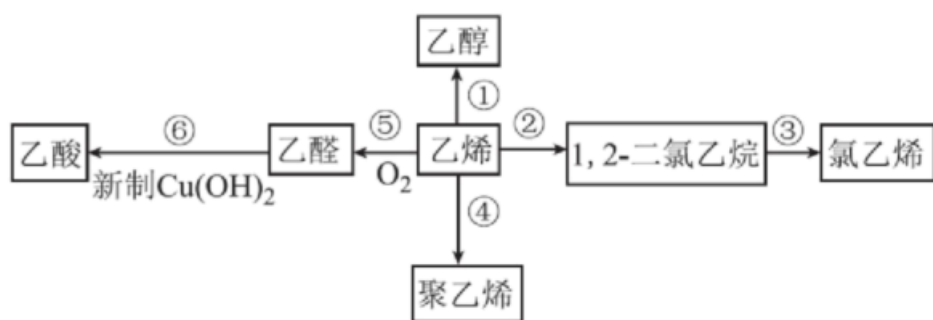 乙醇
①
乙酸
⑥
新制Cu(OH)₂
乙醛
⑤
O₂
乙烯
②
1, 2-二氯乙烷
③
氯乙烯
④
聚乙烯